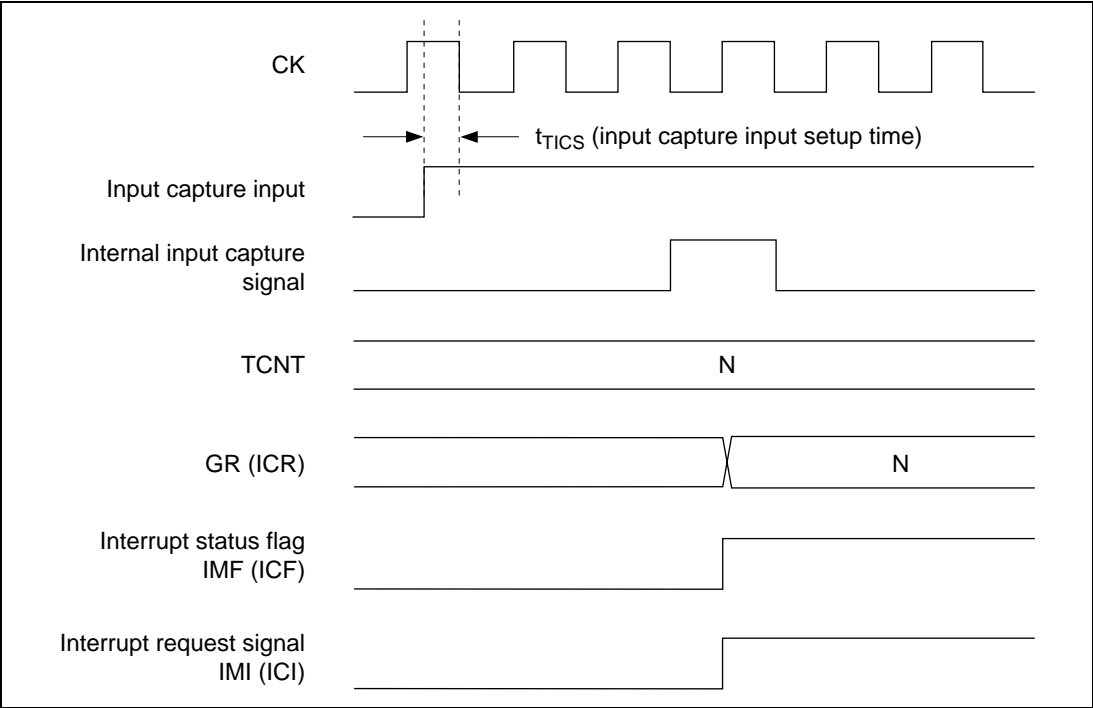 CK
tTICS (input capture input setup time)
Input capture input
Internal input capture
signal
TCNT
N
GR (ICR)
N
Interrupt status flag
IMF (ICF)
Interrupt request signal
IMI (ICI)